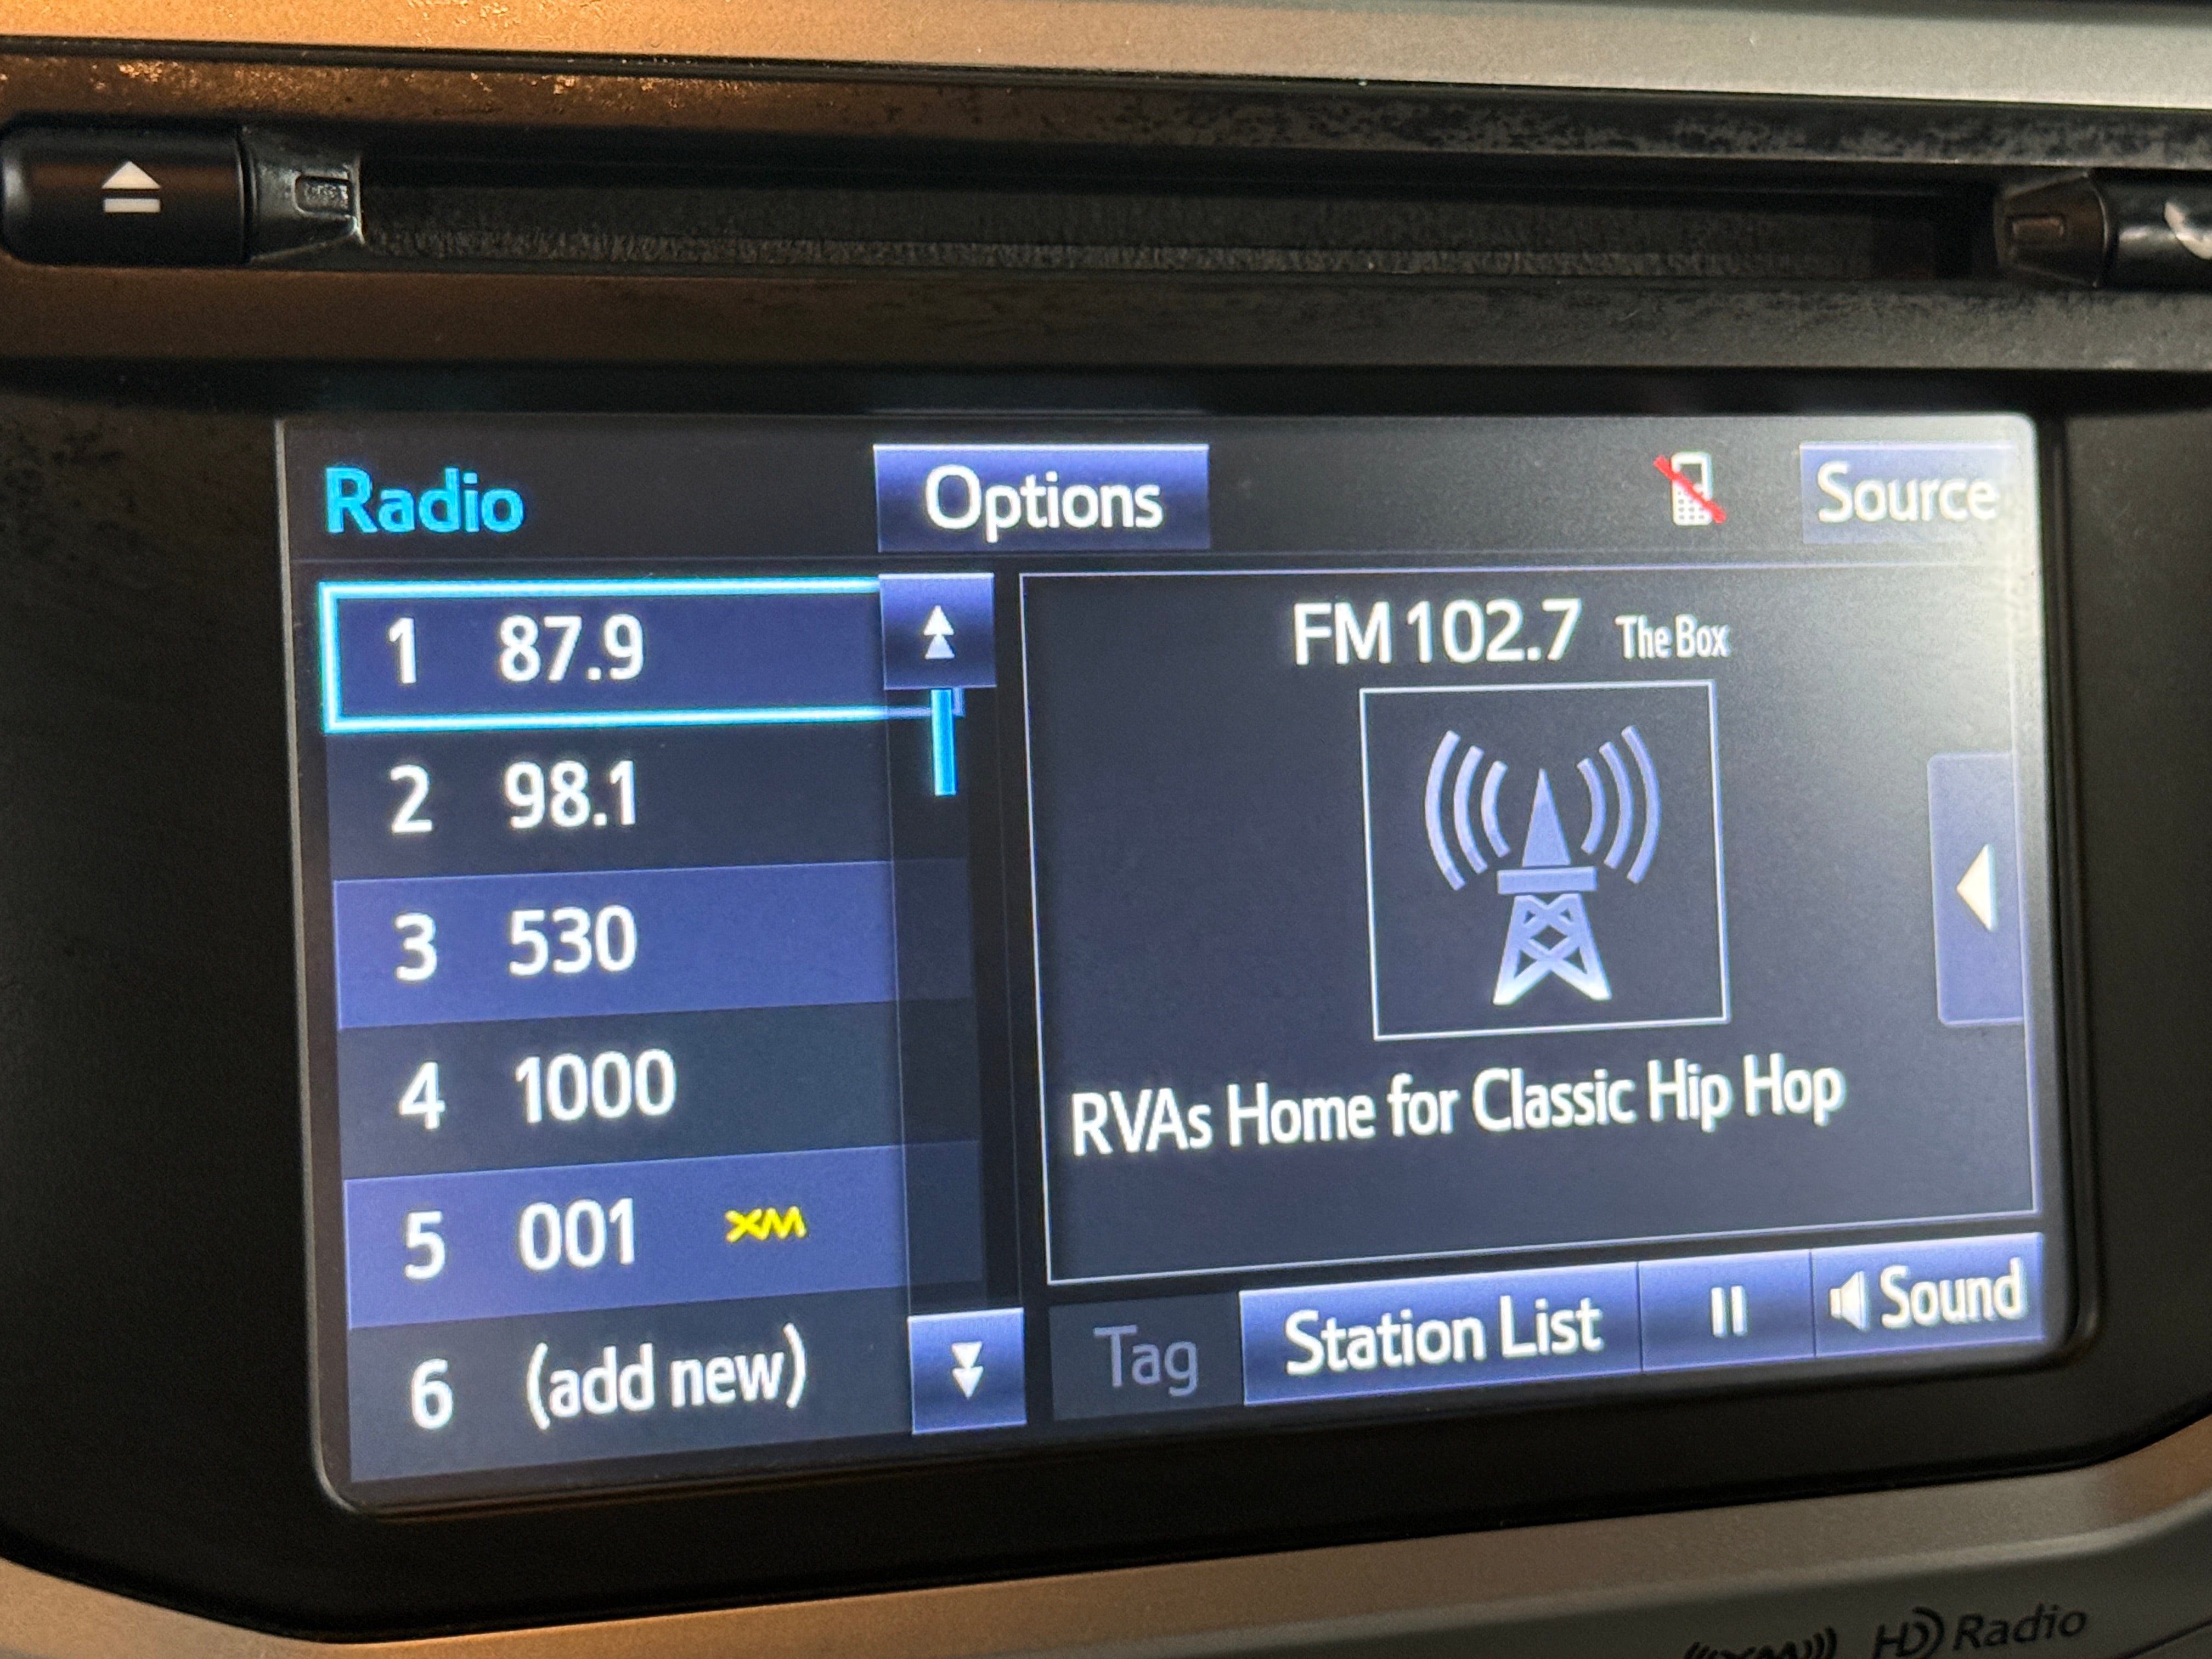 Radio
Options
Source
1 87.9
2 98.1
3 530
4 1000
5 001 XM
6 (add new)
FM 102.7 The Box
RVAs Home for Classic Hip Hop
Tag
Station List
Sound
HD Radio